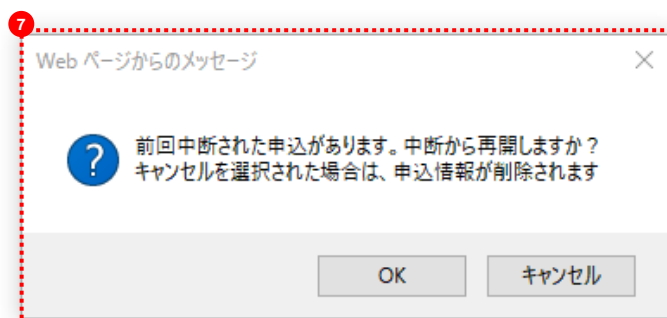 7
Web ページからのメッセージ
?
前回中断された申込があります。中断から再開しますか？
キャンセルを選択された場合は、申込情報が削除されます
OK
キャンセル